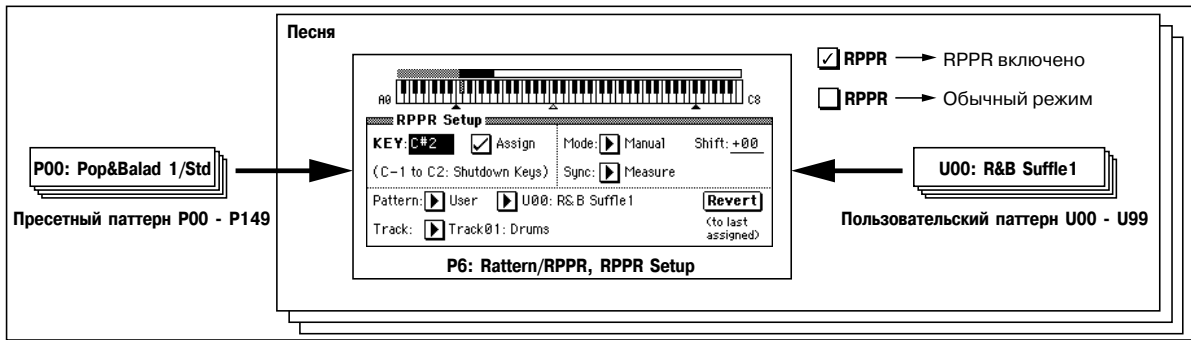 Песня
A0
C8
RPPR Setup
KEY: C#2 Assign Mode: Manual Shift: +00
(C-1 to C2: Shutdown Keys) Sync: Measure
Pattern: User U00: R&B Suffle1 Revert
Track: Track01: Drums (to last
assigned)
P6: Rattern/RPPR, RPPR Setup
RPPR RPPR включено
RPPR Обычный режим
P00: Pop&Balad 1/Std
Пресетный паттерн P00 - P149
U00: R&B Suffle1
Пользовательский паттерн U00 - U99